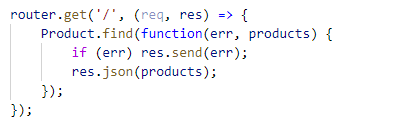 router.get('/', (req, res) => {
    Product.find(function(err, products) {
        if (err) res.send(err);
        res.json(products);
    });
});